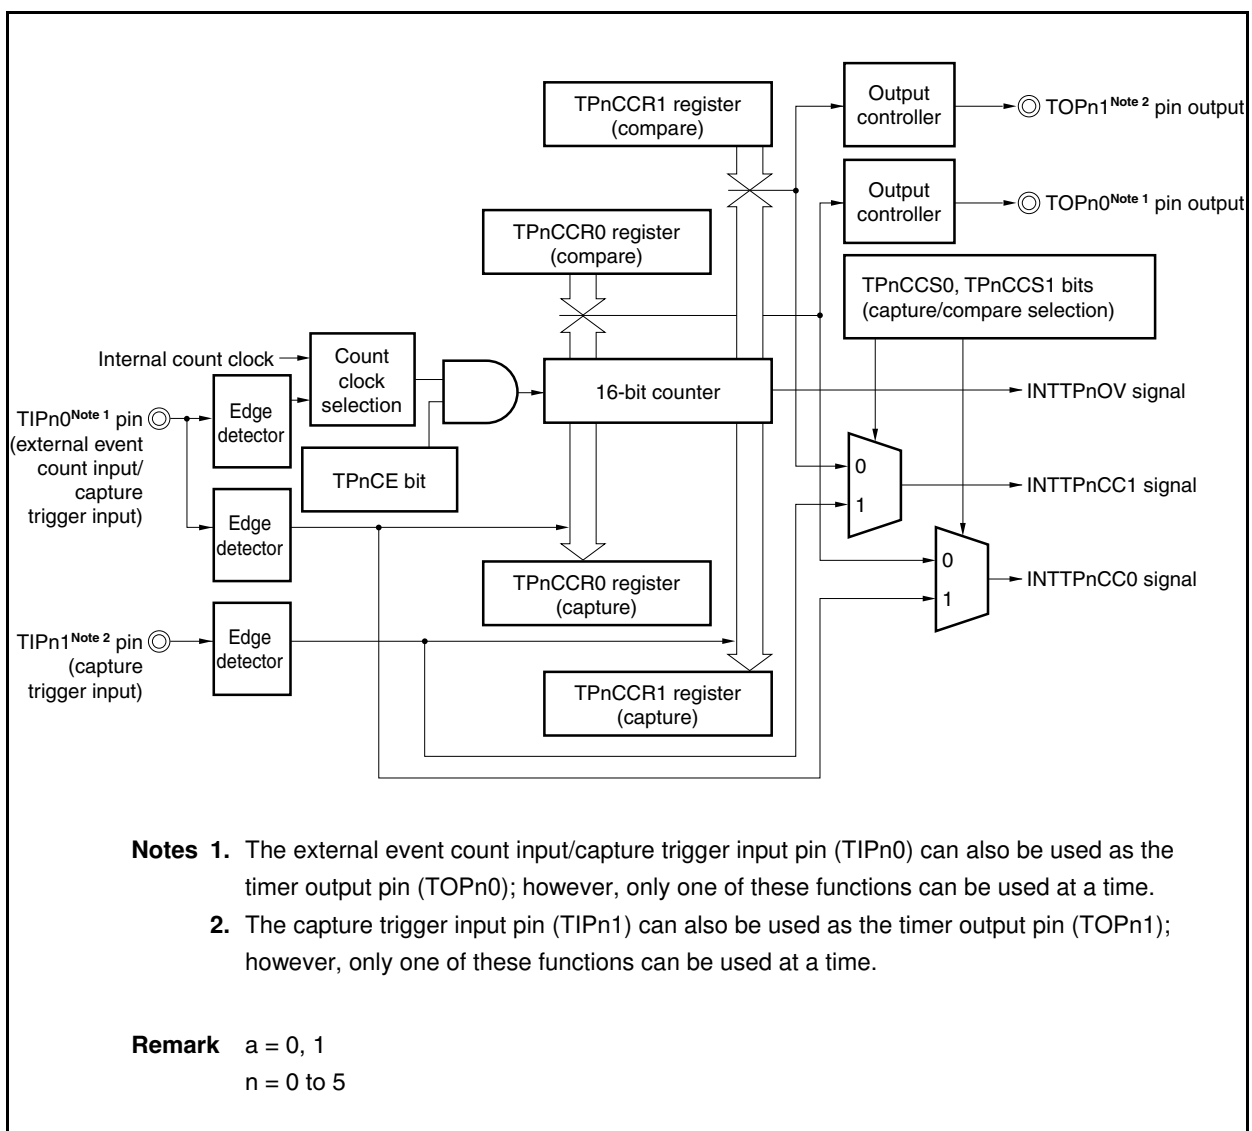 TPnCCR1 register
(compare)
Output
controller
TOPn1Note 2 pin output
Output
controller
TOPn0Note 1 pin output
TPnCCR0 register
(compare)
TPnCCS0, TPnCCS1 bits
(capture/compare selection)
Internal count clock
Count
clock
selection
16-bit counter
INTTPnOV signal
TIPn0Note 1 pin
(external event
count input/
capture
trigger input)
Edge
detector
TPnCE bit
0
1
INTTPnCC1 signal
Edge
detector
0
1
INTTPnCC0 signal
TPnCCR0 register
(capture)
TIPn1Note 2 pin
(capture
trigger input)
Edge
detector
TPnCCR1 register
(capture)
Notes 1. The external event count input/capture trigger input pin (TIPn0) can also be used as the
timer output pin (TOPn0); however, only one of these functions can be used at a time.
2. The capture trigger input pin (TIPn1) can also be used as the timer output pin (TOPn1);
however, only one of these functions can be used at a time.
Remark a = 0, 1
n = 0 to 5